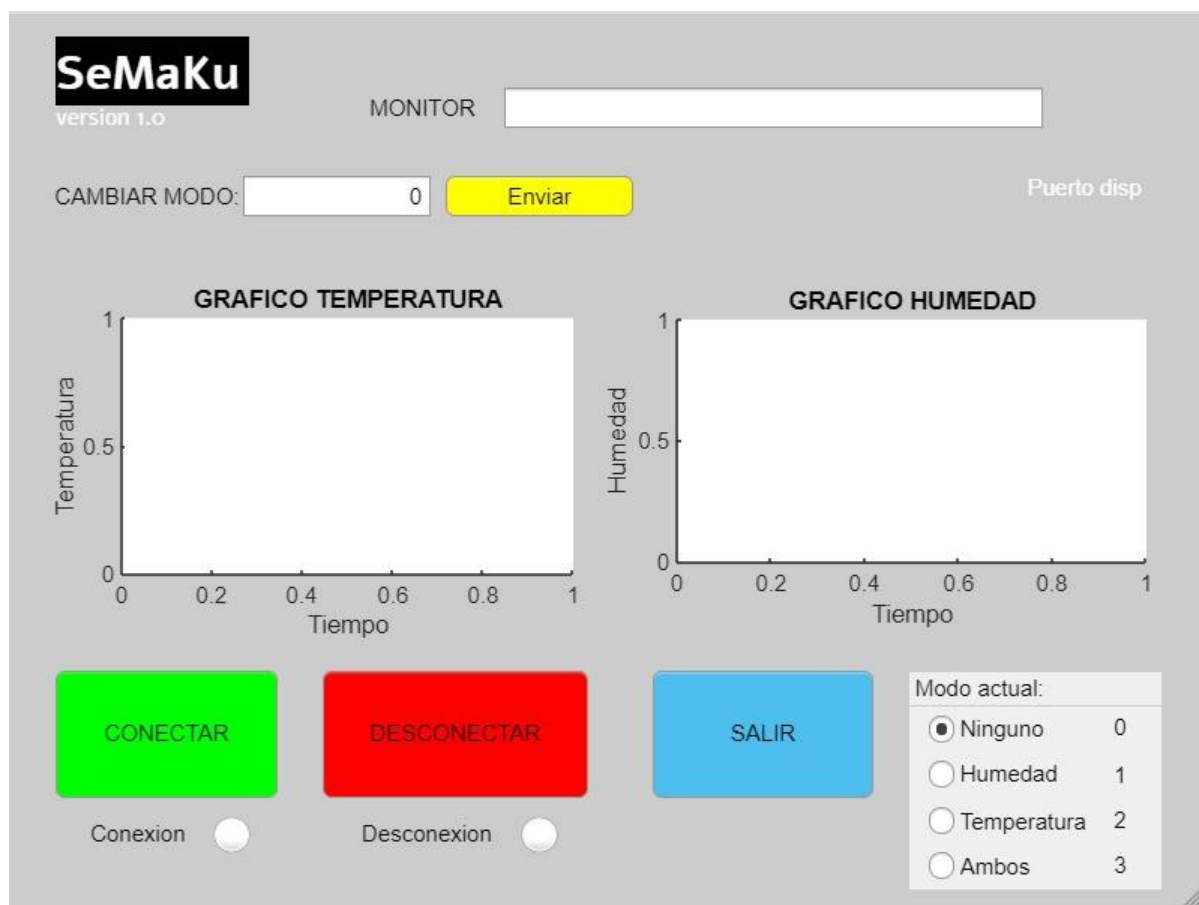 SeMaKu
version 1.0
MONITOR
CAMBIAR MODO: 0 Enviar
Puerto disp
GRAFICO TEMPERATURA
1
0.5
0
Temperatura
0 0.2 0.4 0.6 0.8 1
Tiempo
GRAFICO HUMEDAD
1
0.5
0
Humedad
0 0.2 0.4 0.6 0.8 1
Tiempo
CONECTAR
DESCONECTAR
SALIR
Conexion
Desconexion
Modo actual:
Ninguno 0
Humedad 1
Temperatura 2
Ambos 3